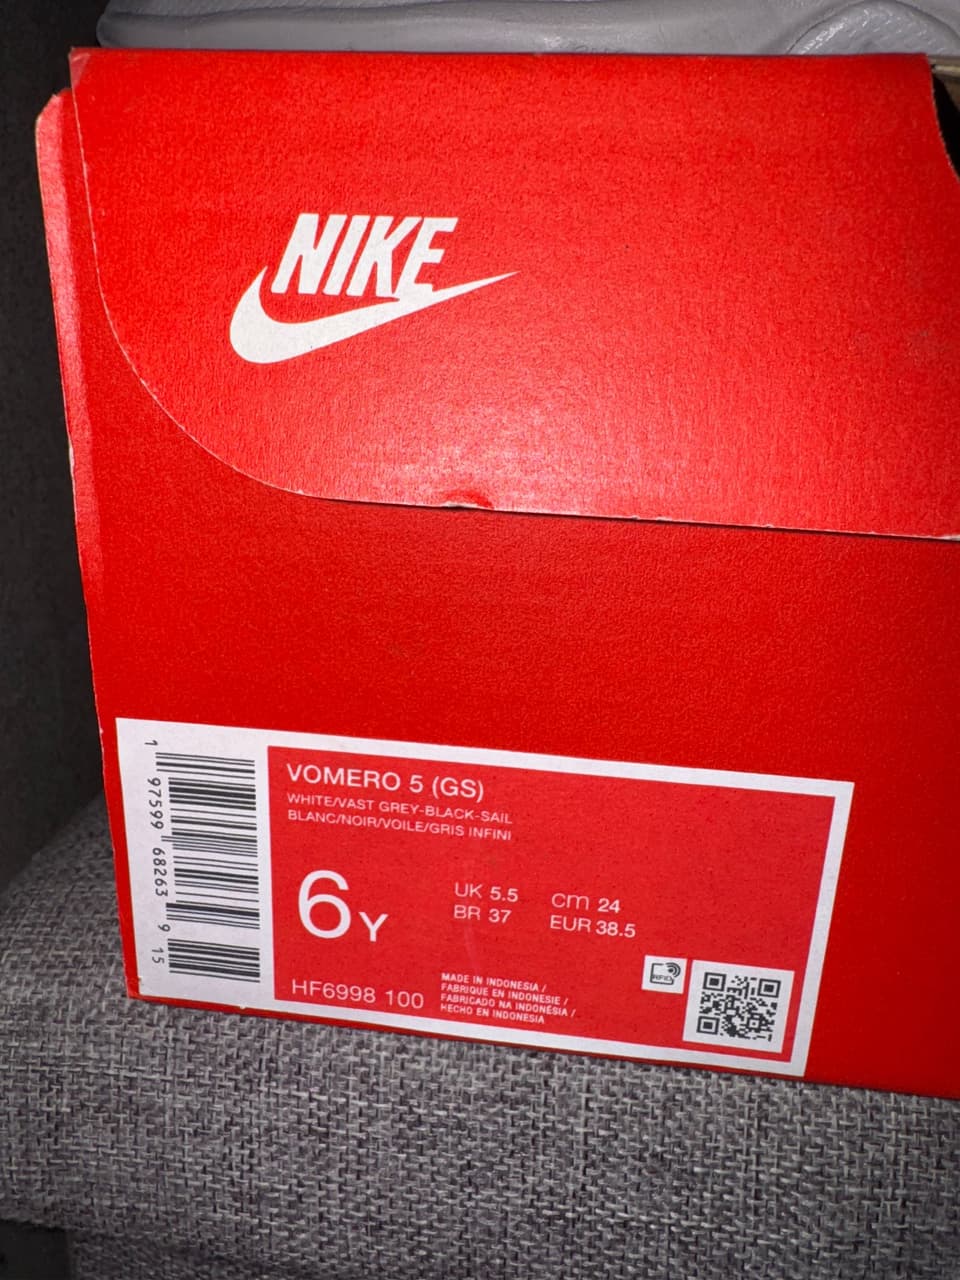 NIKE
VOMERO 5 (GS)
WHITE/VAST GREY-BLACK-SAIL
BLANC/NOIR/VOILE/GRIS INFINI
6Y
UK 5.5 cm 24
BR 37 EUR 38.5
HF6998 100
MADE IN INDONESIA /
FABRIQUE EN INDONESIE /
FABRICADO NA INDONÉSIA /
HECHO EN INDONESIA
RFID
1 97599 68263 9 15